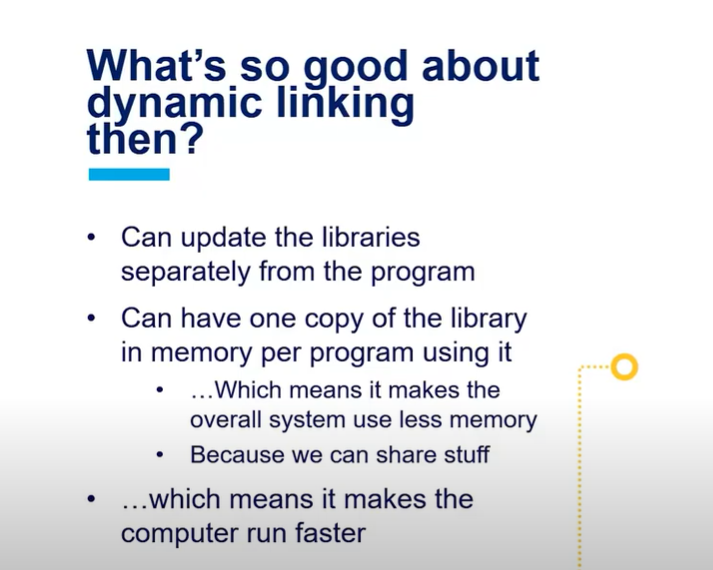 What's so good about
dynamic linking
then?
• Can update the libraries
separately from the program
• Can have one copy of the library
in memory per program using it
• …Which means it makes the
overall system use less memory
• Because we can share stuff
• …which means it makes the
computer run faster